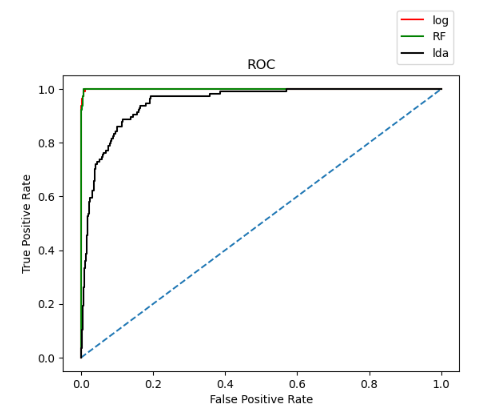 log
RF
lda
ROC
1.0
0.8
0.6
0.4
0.2
0.0
True Positive Rate
0.0 0.2 0.4 0.6 0.8 1.0
False Positive Rate